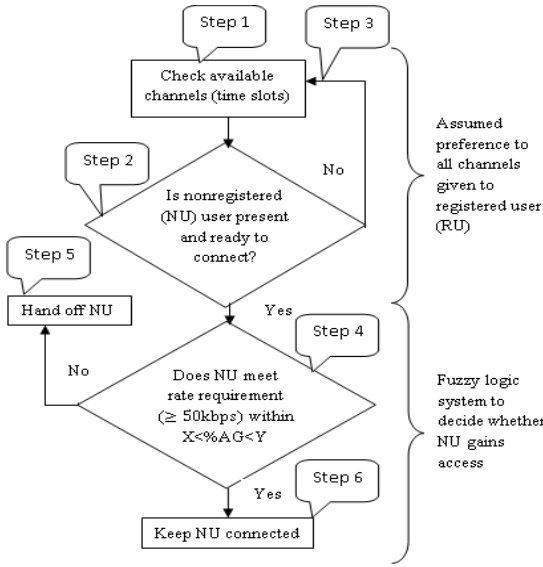 Step 1
Step 3
Check available
channels (time slots)
Step 2
No
Is nonregistered
(NU) user present
and ready to
connect?
Assumed
preference to
all channels
given to
registered user
(RU)
Step 5
Hand off NU
Yes
Step 4
No
Does NU meet
rate requirement
(≥ 50kbps) within
X<%AG<Y
Fuzzy logic
system to
decide whether
NU gains
access
Yes
Step 6
Keep NU connected